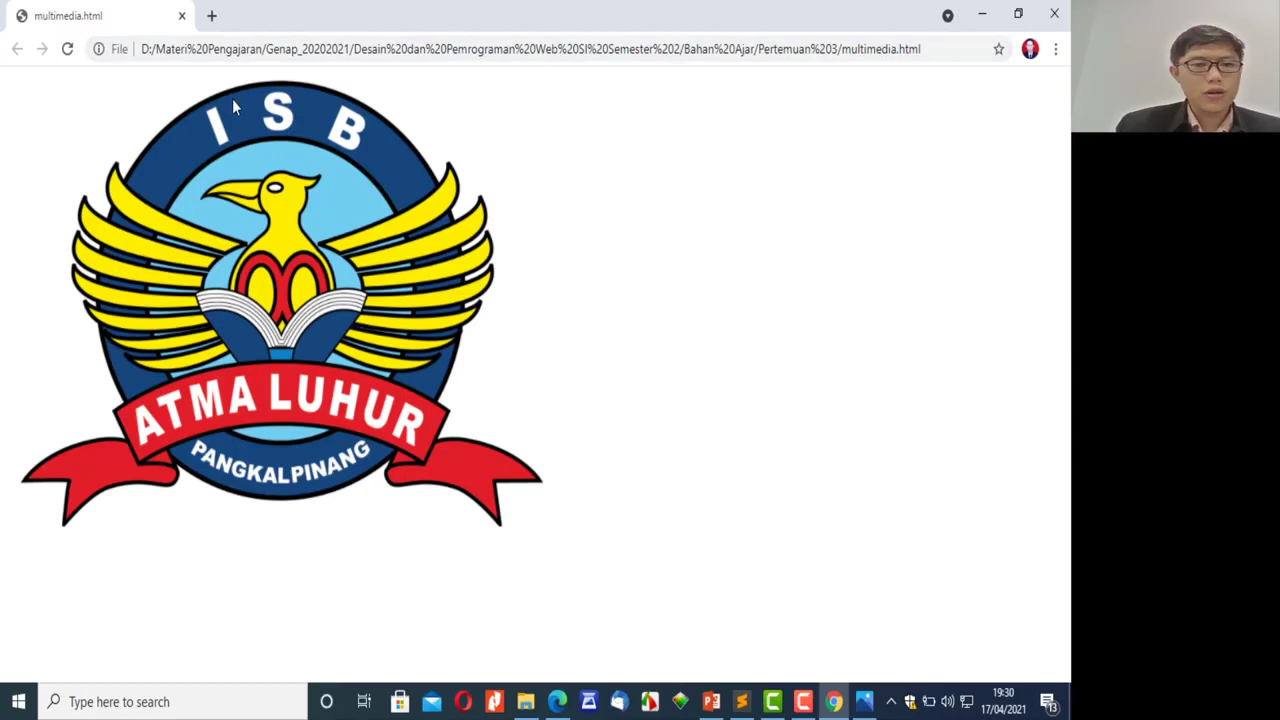 multimedia.html
File
D:/Materi%20Pengajaran/Genap_20202021/Desain%20dan%20Pemrograman%20Web%20SI%20Semester%202/Bahan%20Ajar/Pertemuan%203/multimedia.html
I S B
ATMA LUHUR
PANGKALPINANG
Type here to search
19:30
17/04/2021
13